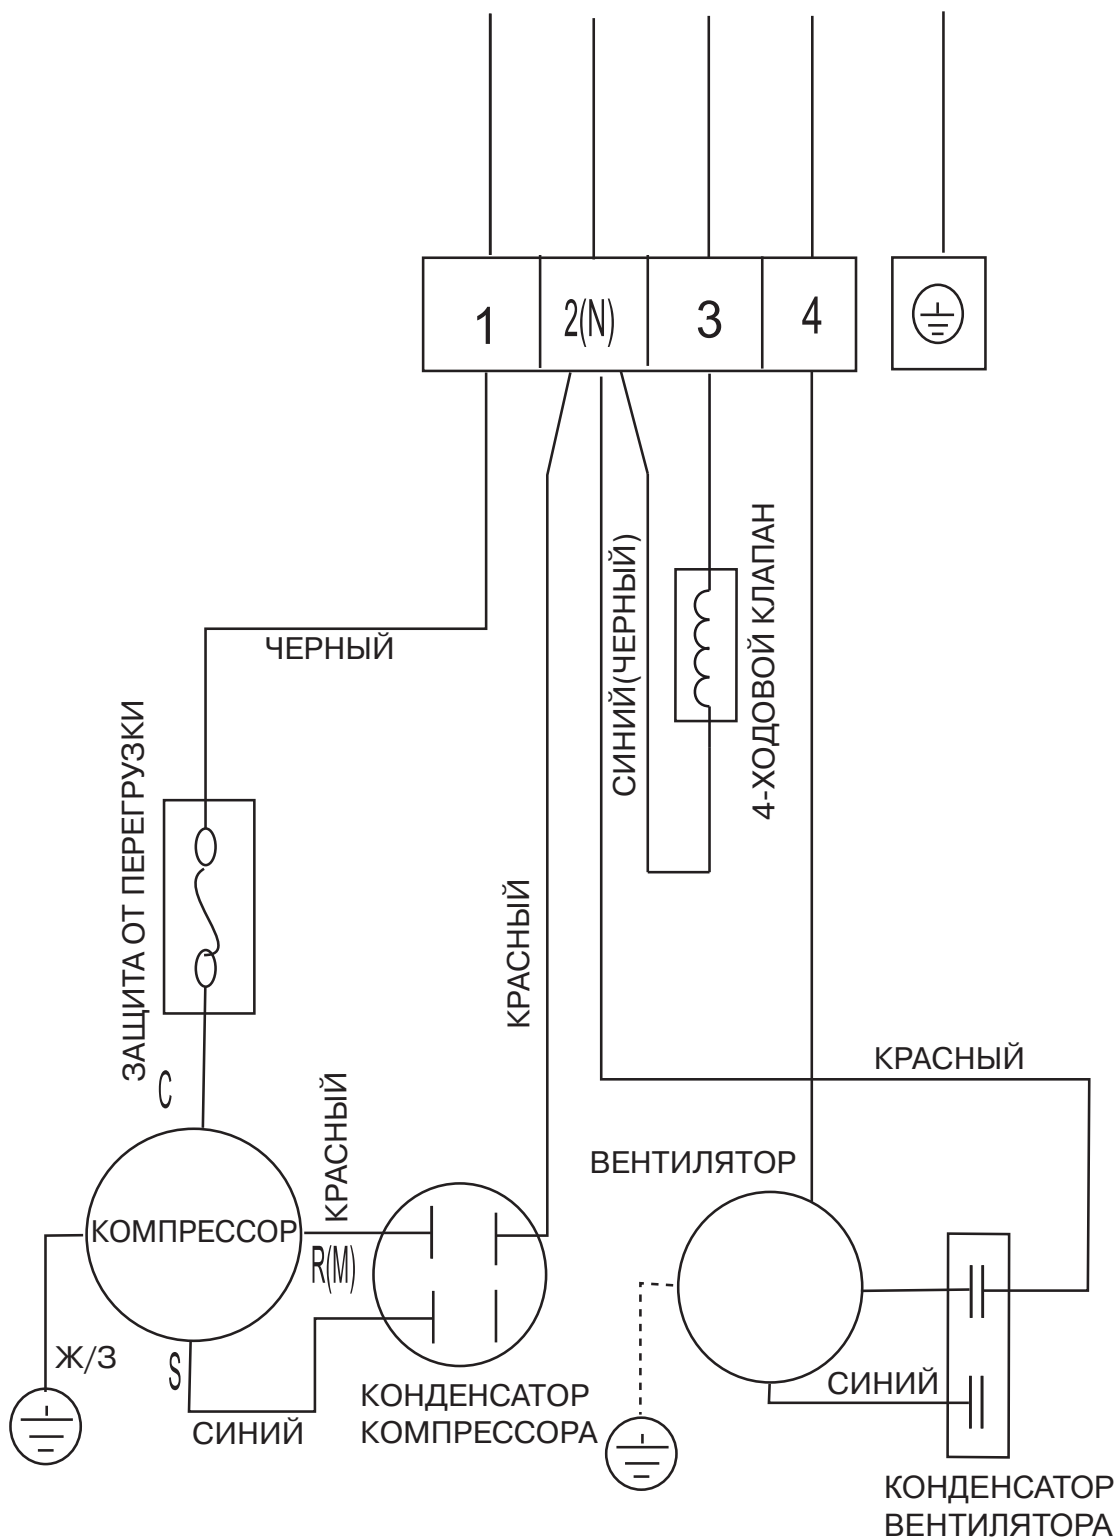 1
2(N)
3
4
ЧЕРНЫЙ
СИНИЙ(ЧЕРНЫЙ)
4-ХОДОВОЙ КЛАПАН
ЗАЩИТА ОТ ПЕРЕГРУЗКИ
КРАСНЫЙ
КРАСНЫЙ
C
КРАСНЫЙ
ВЕНТИЛЯТОР
КОМПРЕССОР
R(M)
Ж/З
S
СИНИЙ
СИНИЙ
КОНДЕНСАТОР
КОМПРЕССОРА
КОНДЕНСАТОР
ВЕНТИЛЯТОРА